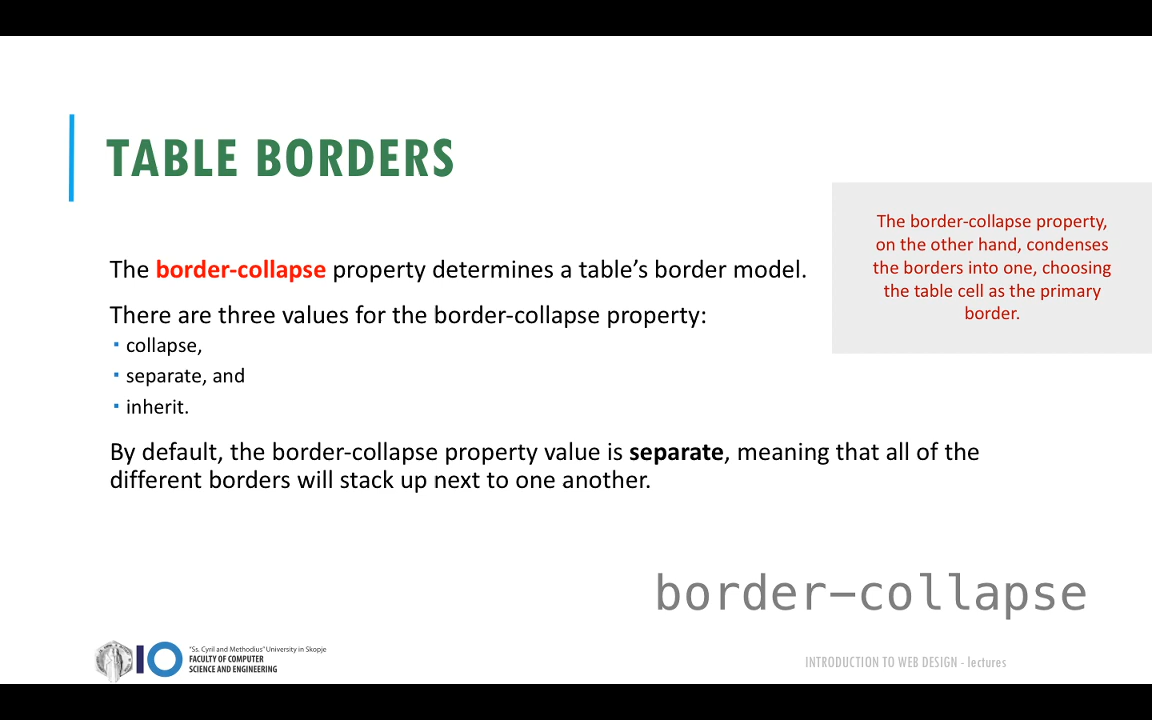 TABLE BORDERS
The border-collapse property determines a table’s border model.
There are three values for the border-collapse property:
▪ collapse,
▪ separate, and
▪ inherit.
By default, the border-collapse property value is separate, meaning that all of the
different borders will stack up next to one another.
The border-collapse property,
on the other hand, condenses
the borders into one, choosing
the table cell as the primary
border.
border-collapse
"Ss. Cyril and Methodius" University in Skopje
FACULTY OF COMPUTER
SCIENCE AND ENGINEERING
INTRODUCTION TO WEB DESIGN - lectures